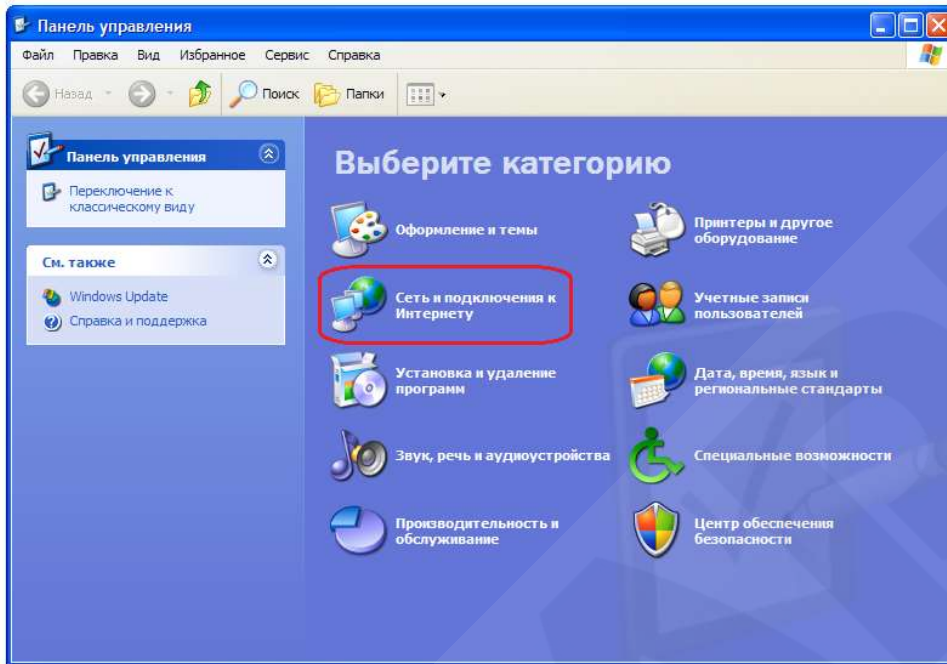 Панель управления
Файл Правка Вид Избранное Сервис Справка
Назад Поиск Папки
Панель управления
Переключение к
классическому виду
См. также
Windows Update
Справка и поддержка
Выберите категорию
Оформление и темы
Принтеры и другое
оборудование
Сеть и подключения к
Интернету
Учетные записи
пользователей
Установка и удаление
программ
Дата, время, язык и
региональные стандарты
Звук, речь и аудиоустройства
Специальные возможности
Производительность и
обслуживание
Центр обеспечения
безопасности